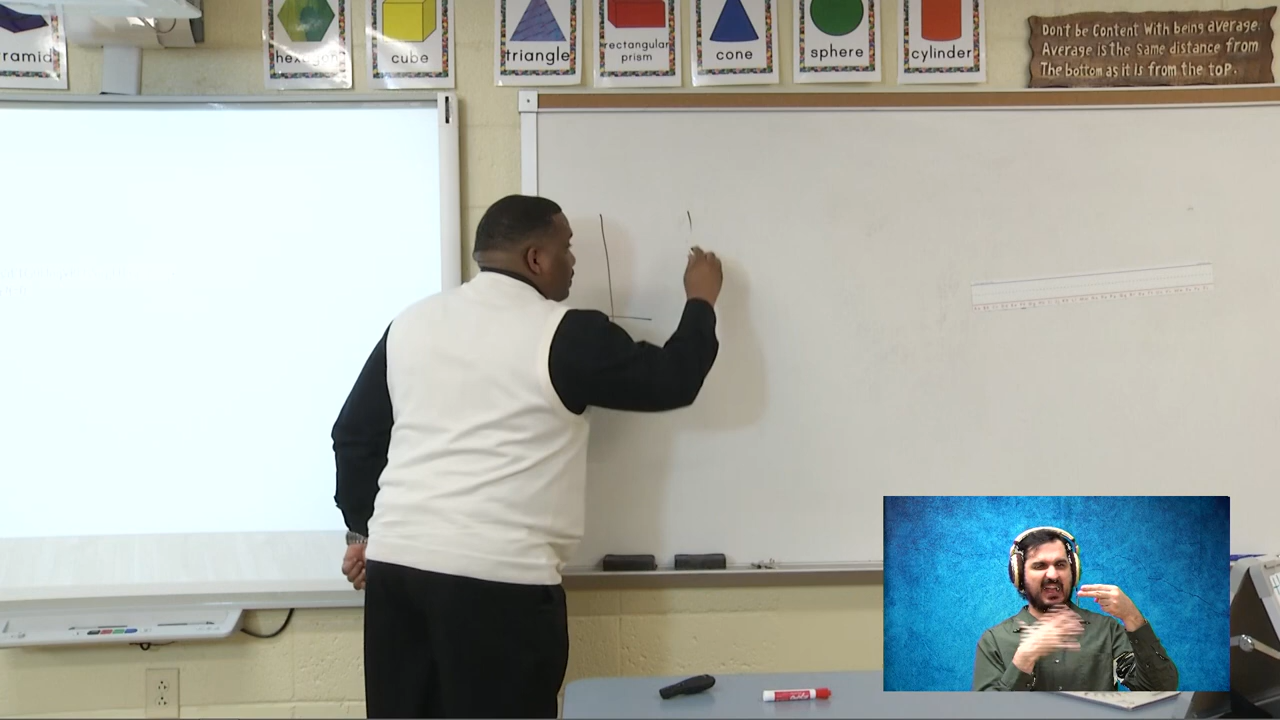 ramid
hexagon
cube
triangle
rectangular
prism
cone
sphere
cylinder
Don't be Content With being average.
Average is The Same distance from
The bottom as it is from the top.
L